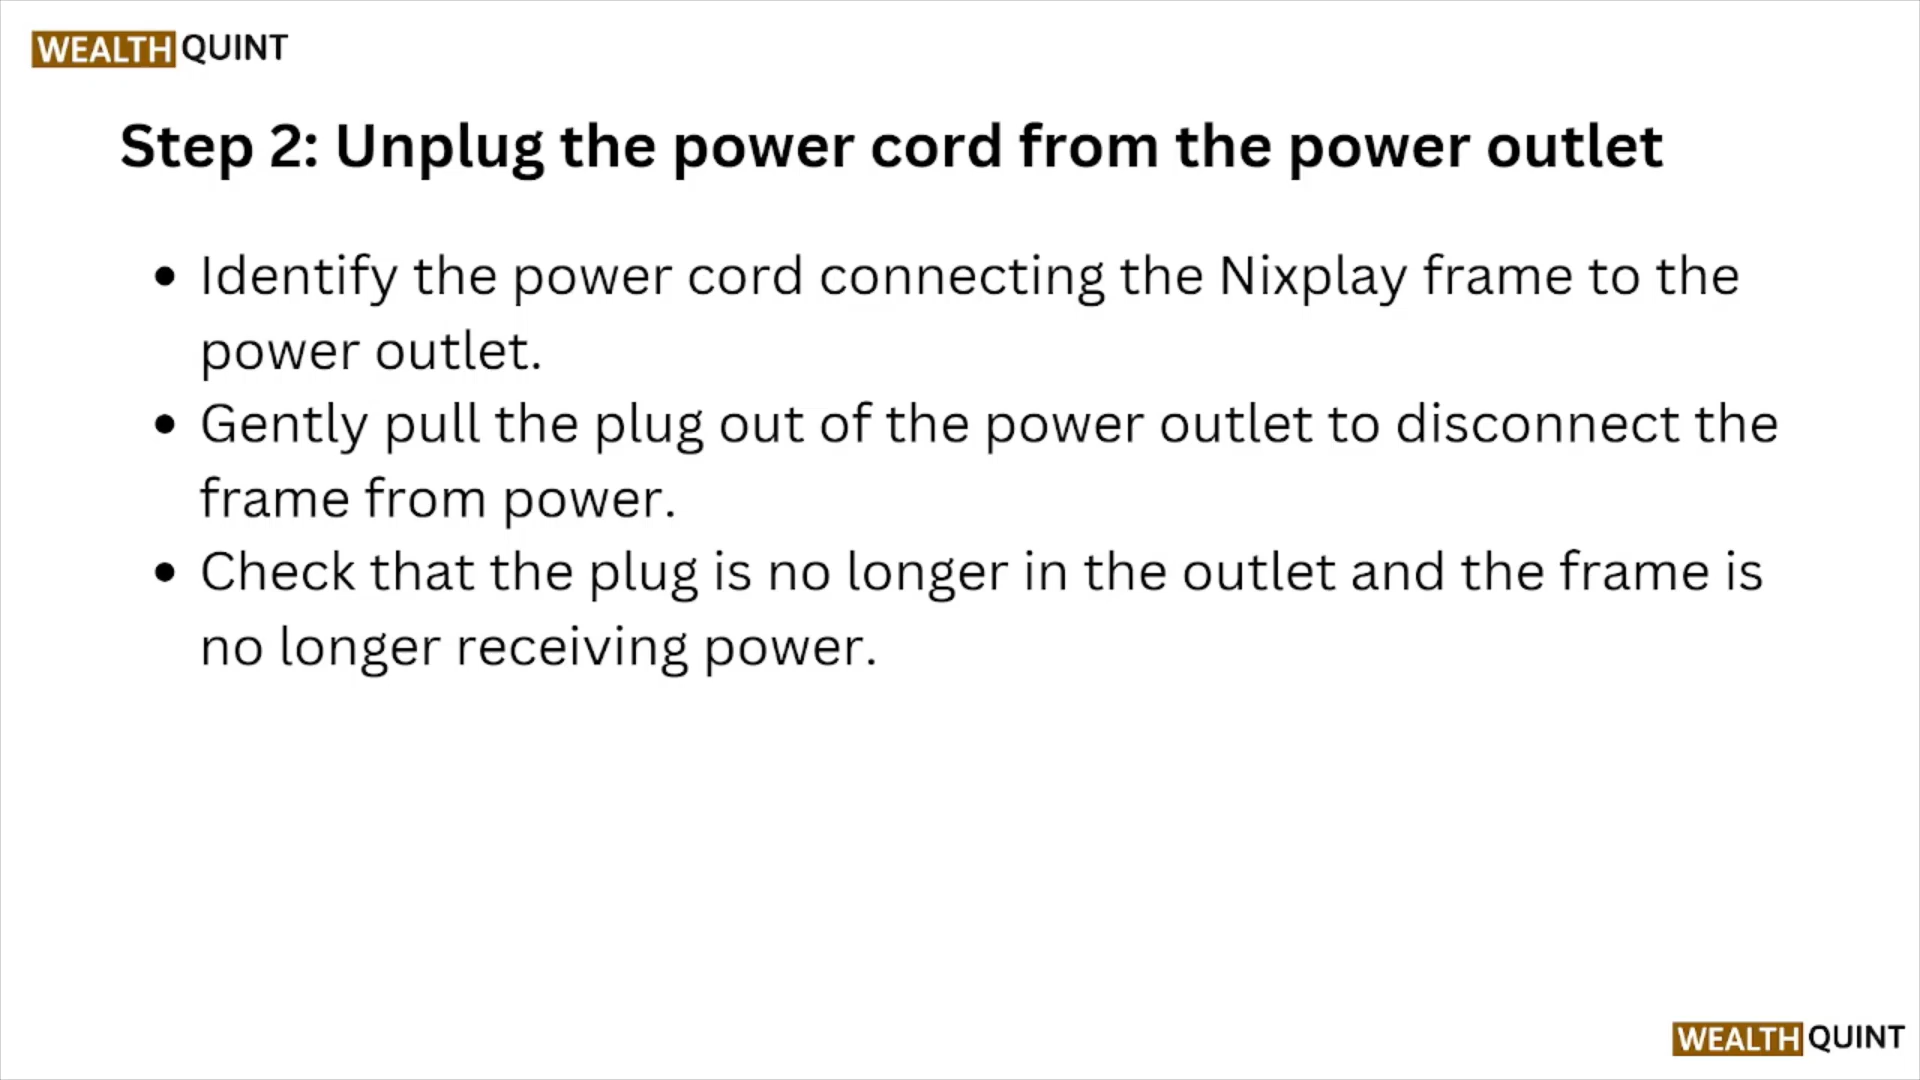 WEALTH QUINT
Step 2: Unplug the power cord from the power outlet
• Identify the power cord connecting the Nixplay frame to the
power outlet.
• Gently pull the plug out of the power outlet to disconnect the
frame from power.
• Check that the plug is no longer in the outlet and the frame is
no longer receiving power.
WEALTH QUINT